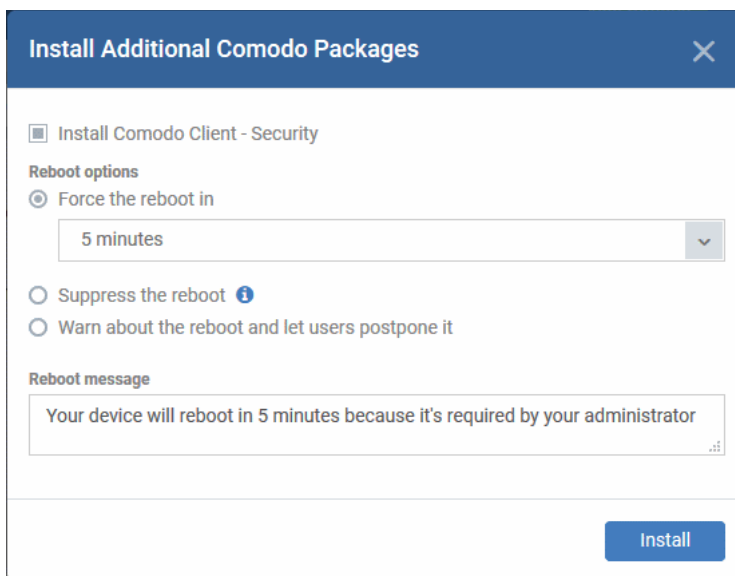 Install Additional Comodo Packages
Install Comodo Client - Security
Reboot options
Force the reboot in
5 minutes
Suppress the reboot
Warn about the reboot and let users postpone it
Reboot message
Your device will reboot in 5 minutes because it's required by your administrator
Install